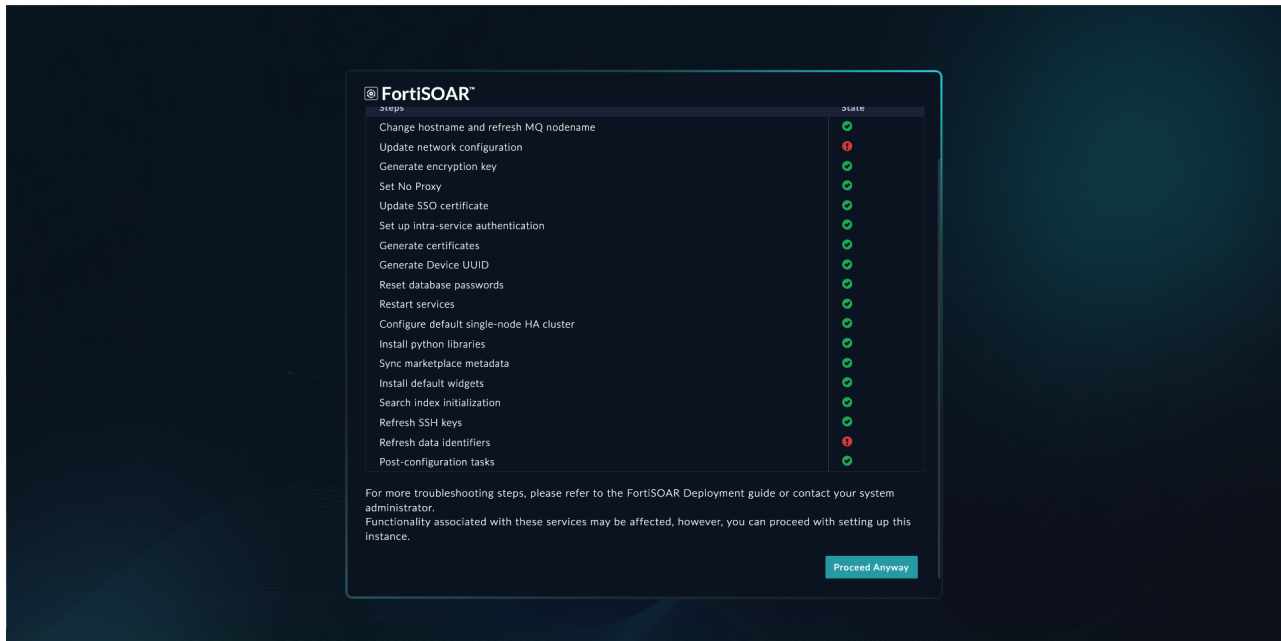 FortiSOAR™
Steps State
Change hostname and refresh MQ nodename
Update network configuration
Generate encryption key
Set No Proxy
Update SSO certificate
Set up intra-service authentication
Generate certificates
Generate Device UUID
Reset database passwords
Restart services
Configure default single-node HA cluster
Install python libraries
Sync marketplace metadata
Install default widgets
Search index initialization
Refresh SSH keys
Refresh data identifiers
Post-configuration tasks
For more troubleshooting steps, please refer to the FortiSOAR Deployment guide or contact your system
administrator.
Functionality associated with these services may be affected, however, you can proceed with setting up this
instance.
Proceed Anyway